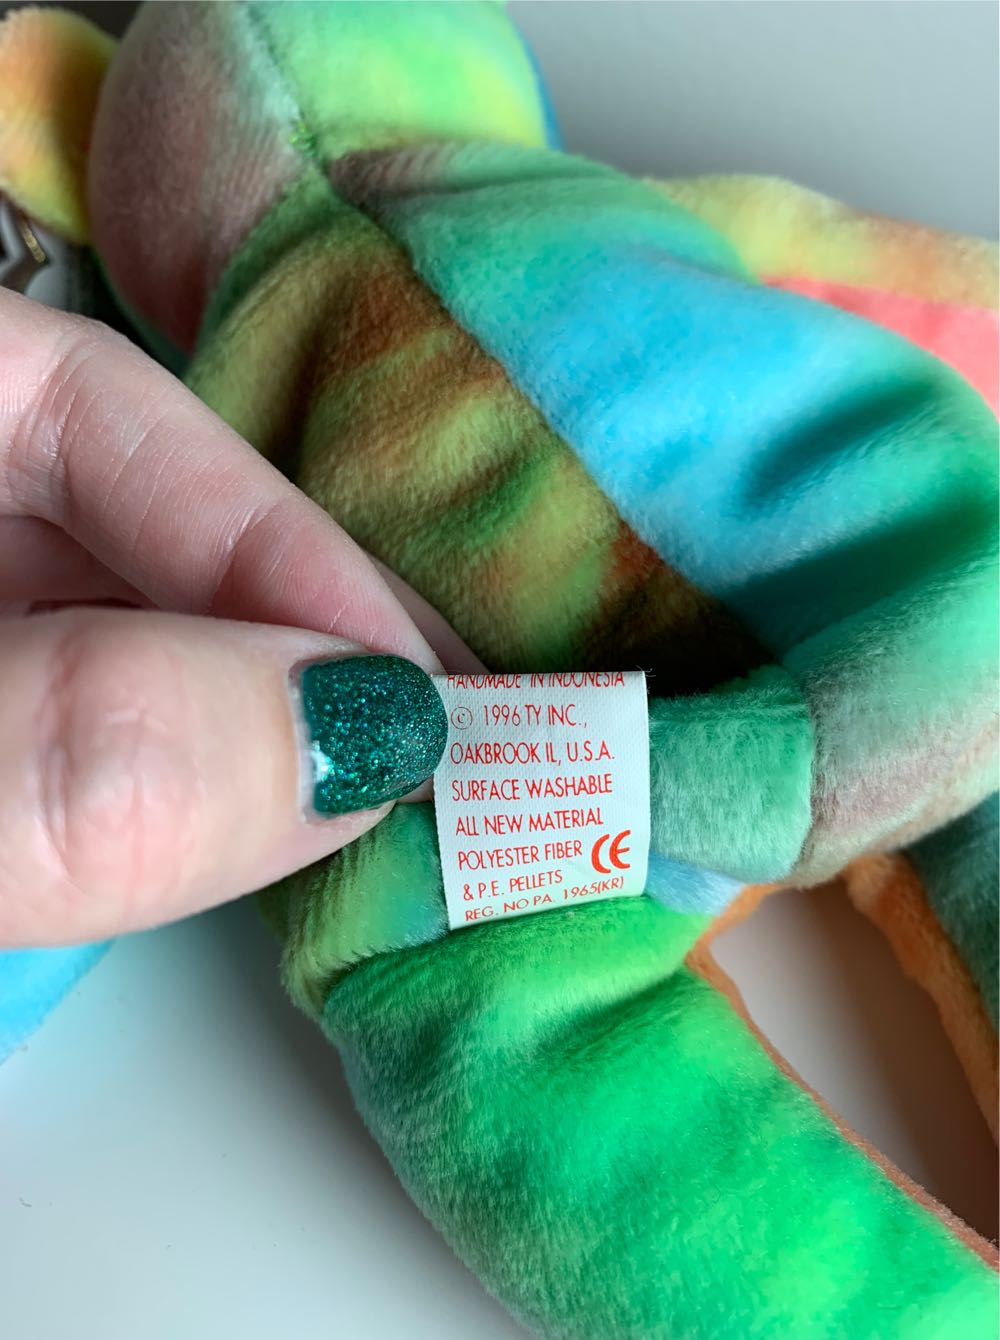 HANDMADE IN INDONESIA
© 1996 TY INC.,
OAKBROOK IL, U.S.A.
SURFACE WASHABLE
ALL NEW MATERIAL
POLYESTER FIBER CE
& P.E. PELLETS
REG. NO PA. 1965(KR)